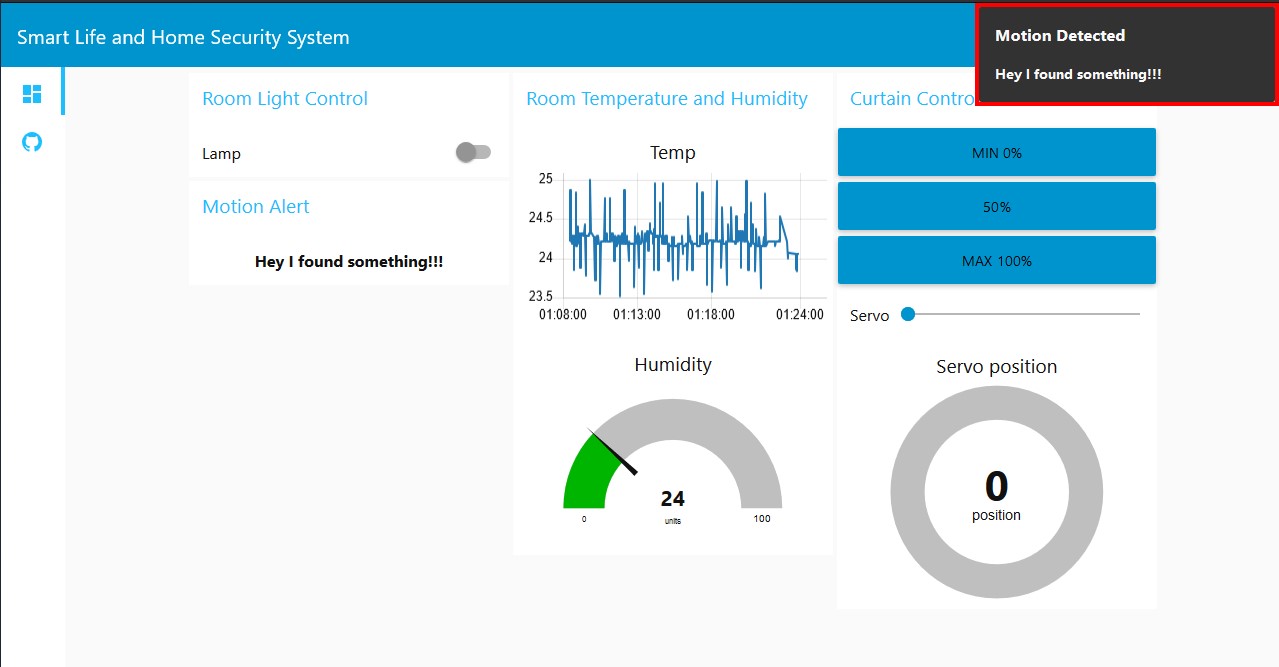 Smart Life and Home Security System
Motion Detected
Hey I found something!!!
Room Light Control
Lamp
Motion Alert
Hey I found something!!!
Room Temperature and Humidity
Temp
25
24.5
24
23.5
01:08:00 01:13:00 01:18:00 01:24:00
Humidity
24
units
0 100
Curtain Contro
MIN 0%
50%
MAX 100%
Servo
Servo position
0
position